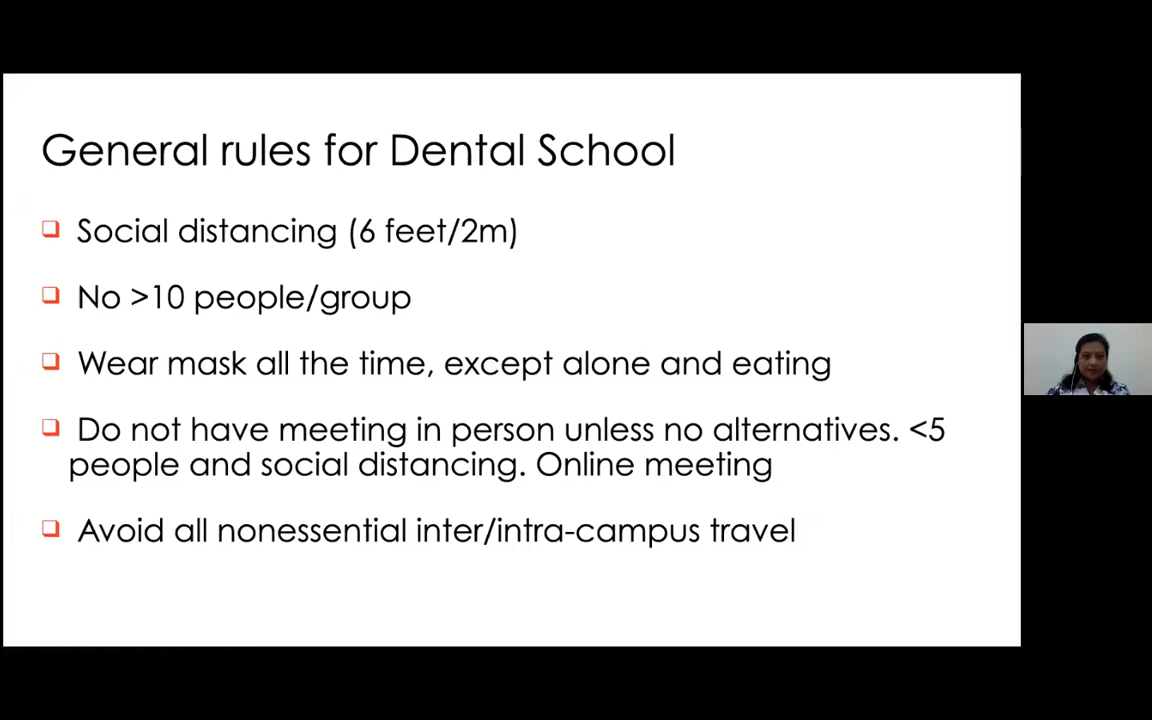 General rules for Dental School
❑ Social distancing (6 feet/2m)
❑ No >10 people/group
❑ Wear mask all the time, except alone and eating
❑ Do not have meeting in person unless no alternatives. <5
people and social distancing. Online meeting
❑ Avoid all nonessential inter/intra-campus travel